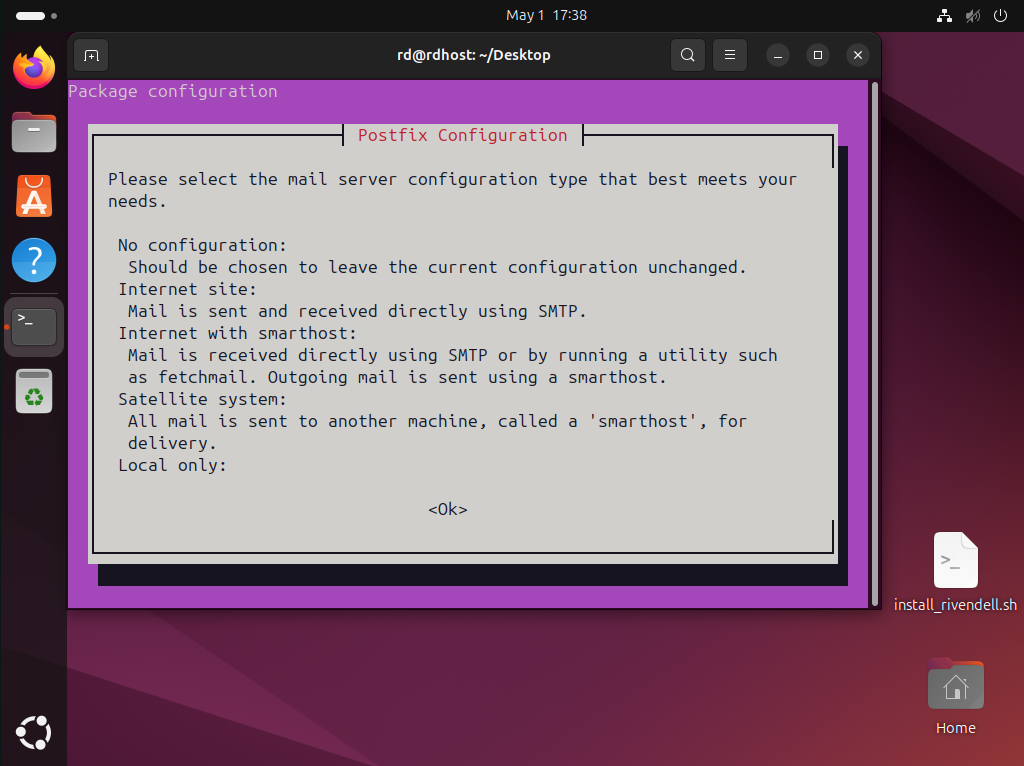 May 1 17:38
rd@rdhost: ~/Desktop
Package configuration
Postfix Configuration
Please select the mail server configuration type that best meets your
needs.
No configuration:
Should be chosen to leave the current configuration unchanged.
Internet site:
Mail is sent and received directly using SMTP.
Internet with smarthost:
Mail is received directly using SMTP or by running a utility such
as fetchmail. Outgoing mail is sent using a smarthost.
Satellite system:
All mail is sent to another machine, called a 'smarthost', for
delivery.
Local only:
<Ok>
install_rivendell.sh
Home